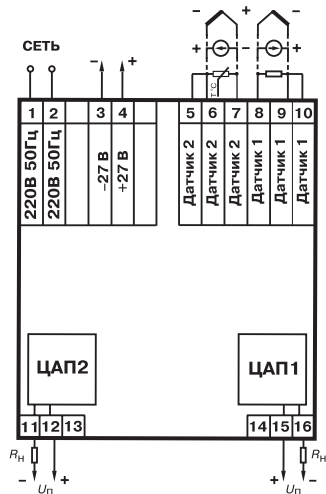 − + − +
СЕТЬ
− +
+ − + −
T °C
1 2 3 4 5 6 7 8 9 10
220В 50Гц
220В 50Гц
−27 В
+27 В
Датчик 2
Датчик 2
Датчик 2
Датчик 1
Датчик 1
Датчик 1
ЦАП2 ЦАП1
11 12 13 14 15 16
RН RН
− + + −
UП UП